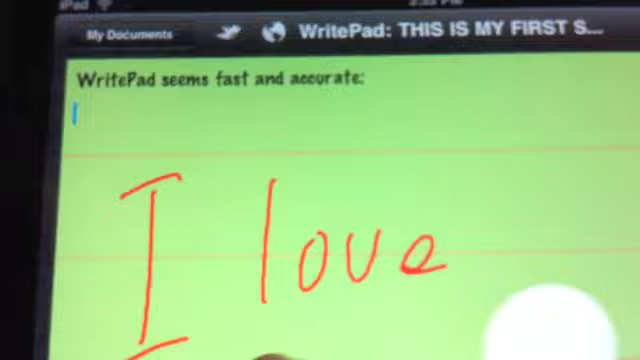 iPad
My Documents WritePad: THIS IS MY FIRST S...
WritePad seems fast and accurate:
I love